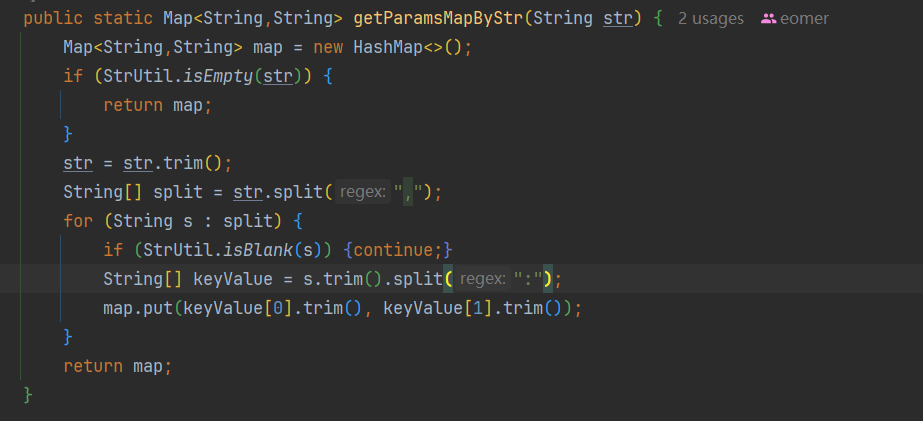 public static Map<String,String> getParamsMapByStr(String str) { 2 usages eomer
Map<String,String> map = new HashMap<>();
if (StrUtil.isEmpty(str)) {
return map;
}
str = str.trim();
String[] split = str.split( regex: ",");
for (String s : split) {
if (StrUtil.isBlank(s)) {continue;}
String[] keyValue = s.trim().split( regex: ":");
map.put(keyValue[0].trim(), keyValue[1].trim());
}
return map;
}